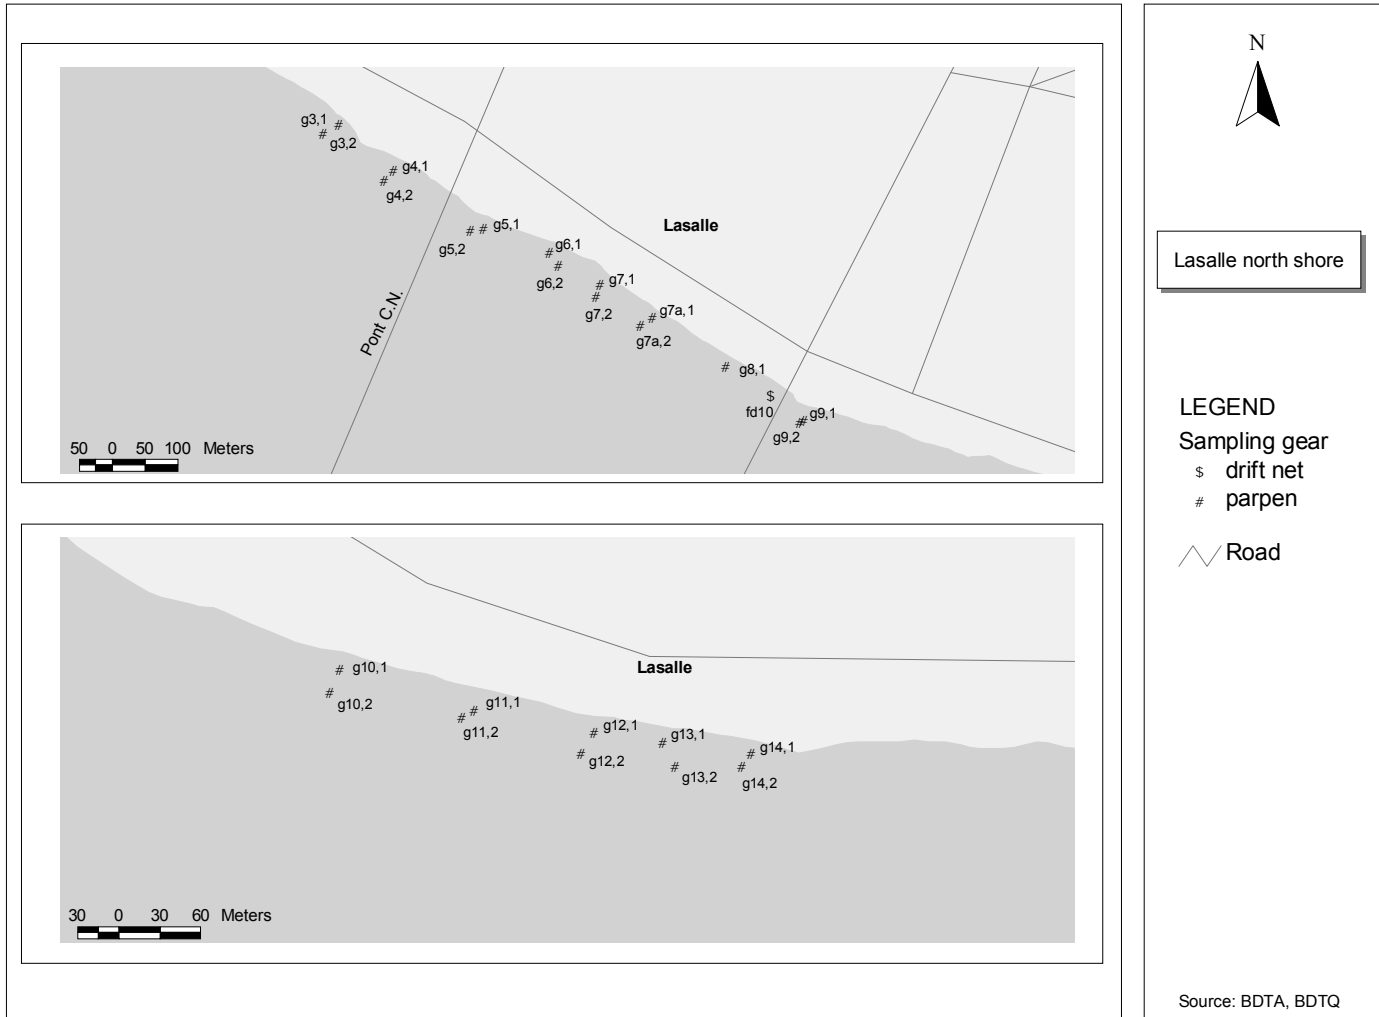 g3,1
g3,2
g4,1
g4,2
g5,1
g5,2
g6,1
g6,2
g7,1
g7,2
g7a,1
g7a,2
g8,1
$
fd10
g9,1
g9,2
Lasalle
Pont C.N.
50 0 50 100 Meters
g10,1
g10,2
g11,1
g11,2
g12,1
g12,2
g13,1
g13,2
g14,1
g14,2
Lasalle
30 0 30 60 Meters
N
Lasalle north shore
LEGEND
Sampling gear
$ drift net
# parpen
Road
Source: BDTA, BDTQ